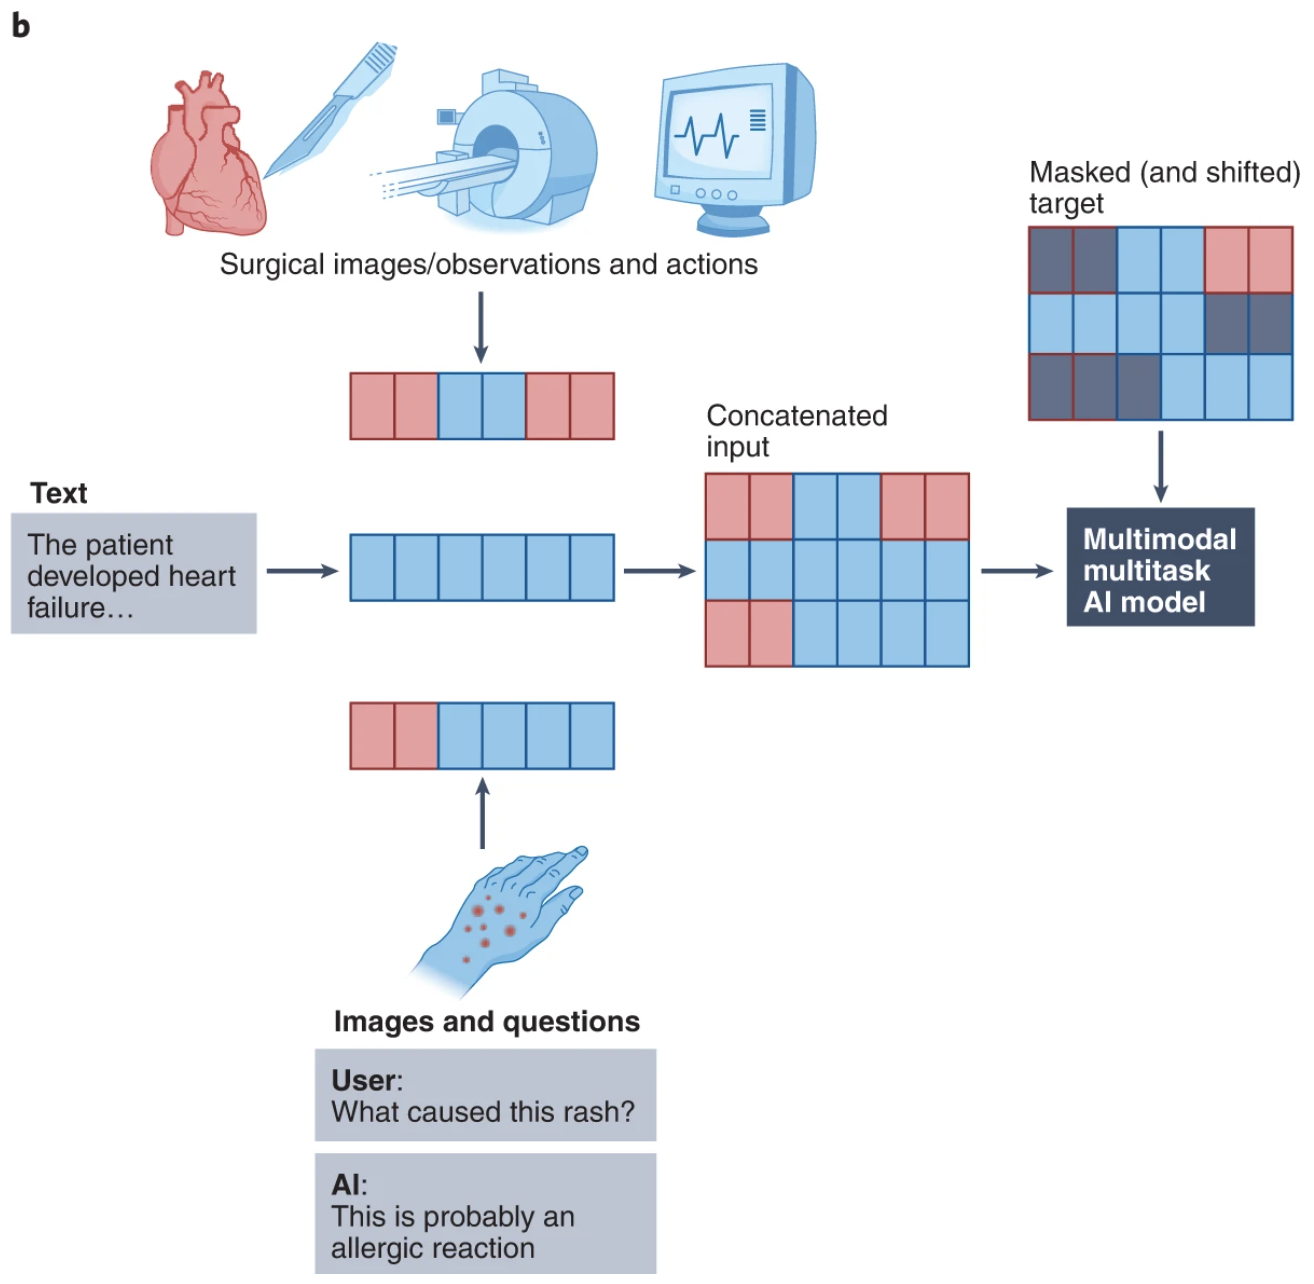 b
Surgical images/observations and actions
Masked (and shifted)
target
Concatenated
input
Text
The patient
developed heart
failure…
Multimodal
multitask
AI model
Images and questions
User:
What caused this rash?
AI:
This is probably an
allergic reaction